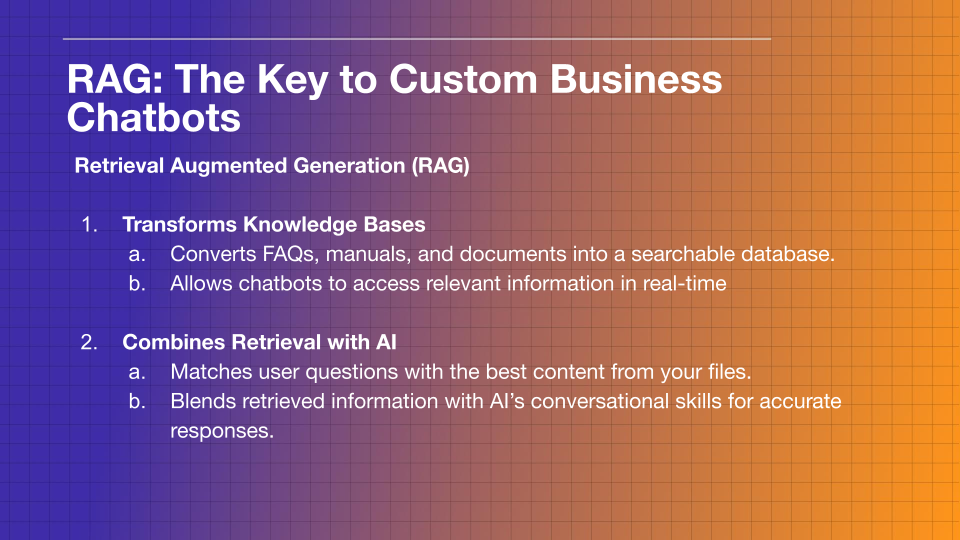 RAG: The Key to Custom Business
Chatbots
Retrieval Augmented Generation (RAG)
1. Transforms Knowledge Bases
a. Converts FAQs, manuals, and documents into a searchable database.
b. Allows chatbots to access relevant information in real-time
2. Combines Retrieval with AI
a. Matches user questions with the best content from your files.
b. Blends retrieved information with AI’s conversational skills for accurate
responses.